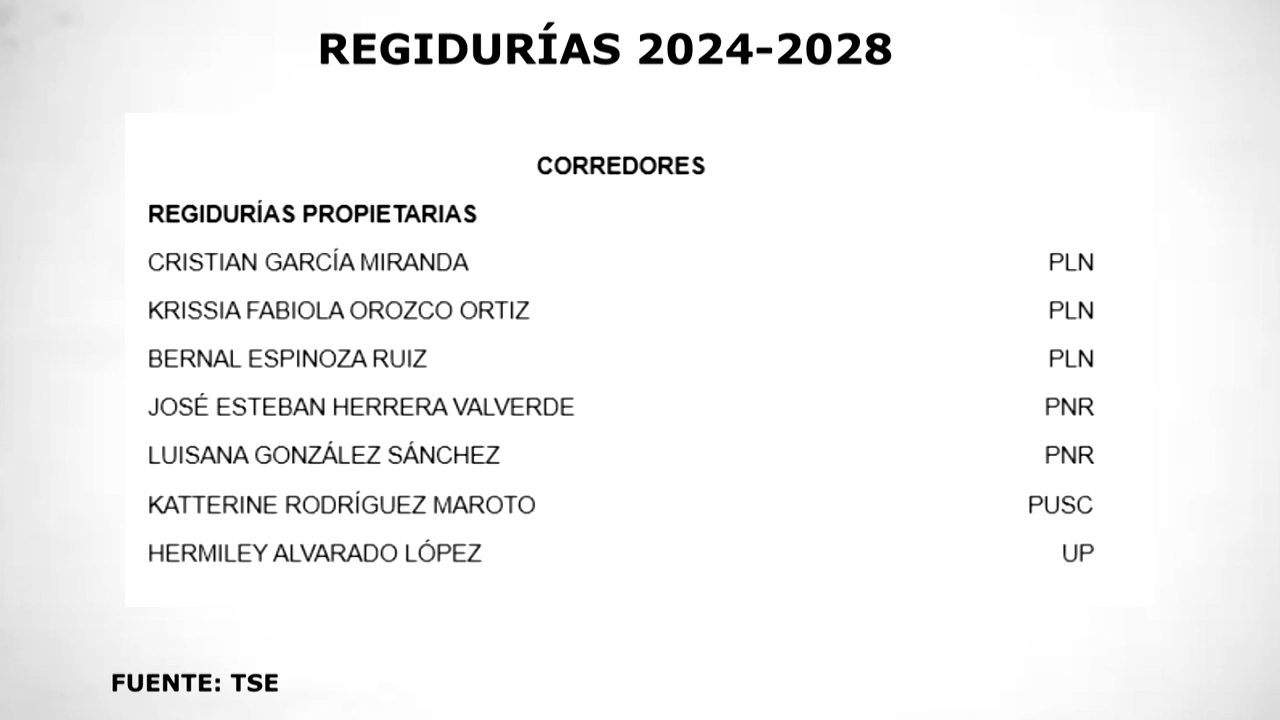 REGIDURÍAS 2024-2028
CORREDORES
REGIDURÍAS PROPIETARIAS
CRISTIAN GARCÍA MIRANDA PLN
KRISSIA FABIOLA OROZCO ORTIZ PLN
BERNAL ESPINOZA RUIZ PLN
JOSÉ ESTEBAN HERRERA VALVERDE PNR
LUISANA GONZÁLEZ SÁNCHEZ PNR
KATTERINE RODRÍGUEZ MAROTO PUSC
HERMILEY ALVARADO LÓPEZ UP
FUENTE: TSE